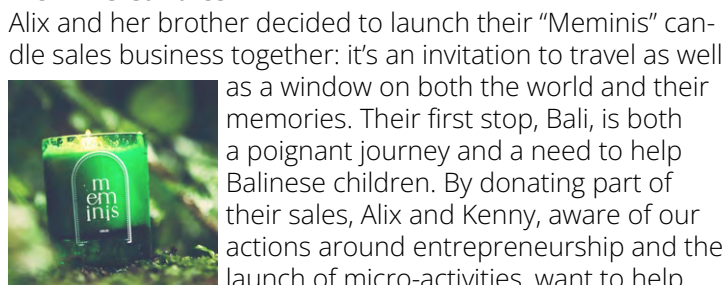 Alix and her brother decided to launch their “Meminis” can-
dle sales business together: it’s an invitation to travel as well
as a window on both the world and their
memories. Their first stop, Bali, is both
a poignant journey and a need to help
Balinese children. By donating part of
their sales, Alix and Kenny, aware of our
actions around entrepreneurship and the
launch of micro-activities, want to help
m
em
inis